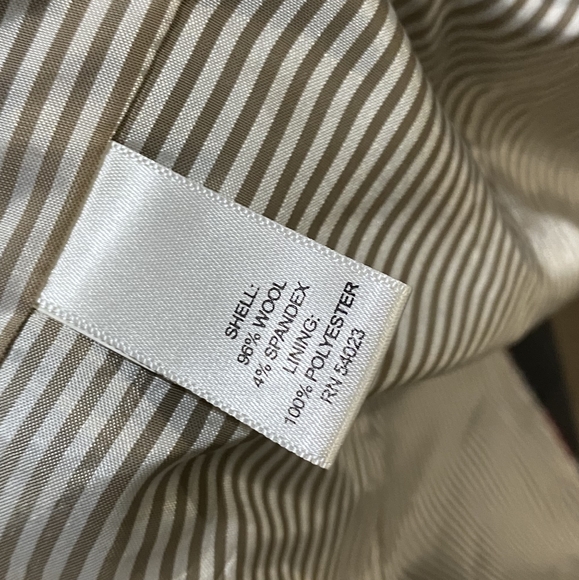 SHELL:
96% WOOL
4% SPANDEX
LINING:
100% POLYESTER
RN 54023